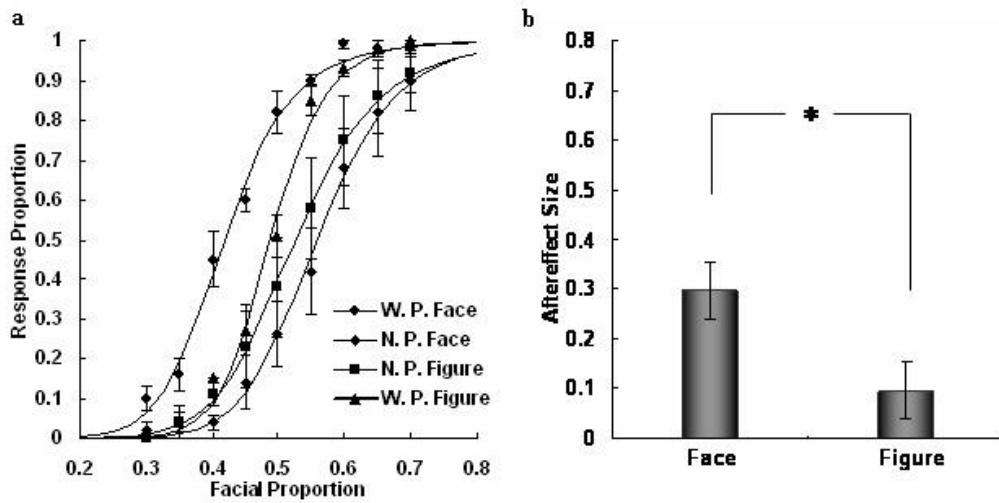 a
Response Proportion
1
0.9
0.8
0.7
0.6
0.5
0.4
0.3
0.2
0.1
0
0.2
0.3
0.4
0.5
0.6
0.7
0.8
Facial Proportion
W. P. Face
N. P. Face
N. P. Figure
W. P. Figure
b
Aftereffect Size
0.8
0.7
0.6
0.5
0.4
0.3
0.2
0.1
0
*
Face
Figure